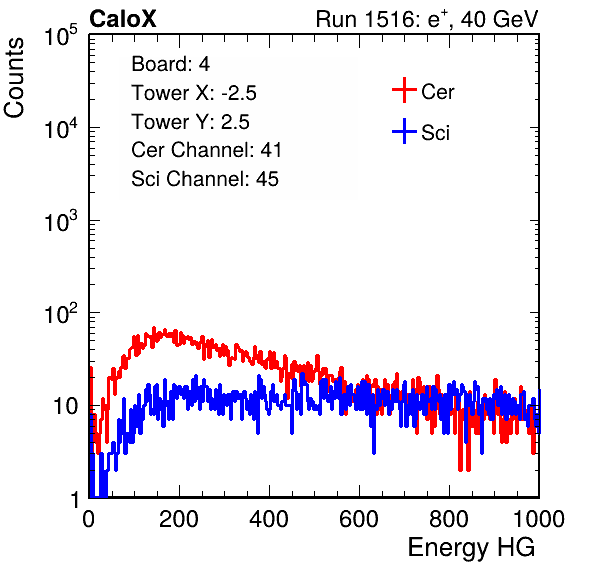 CaloX Run 1516: e⁺, 40 GeV
Counts
Board: 4
Tower X: -2.5
Tower Y: 2.5
Cer Channel: 41
Sci Channel: 45
Cer
Sci
10⁵
10⁴
10³
10²
10
1
0 200 400 600 800 1000
Energy HG